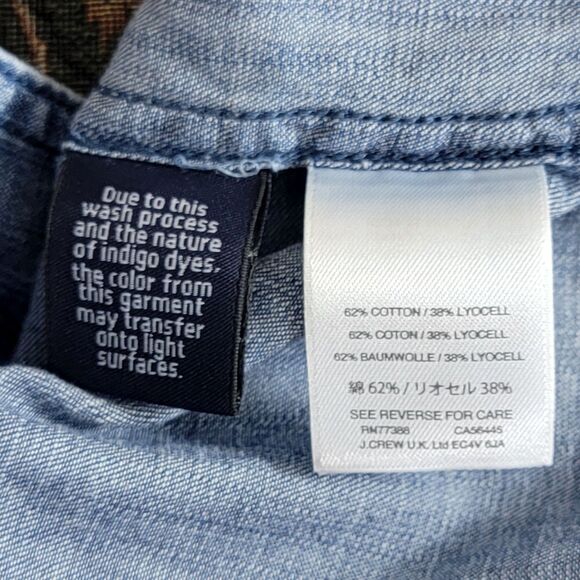 Due to this
wash process
and the nature
of indigo dyes,
the color from
this garment
may transfer
onto light
surfaces.
62% COTTON / 38% LYOCELL
62% COTON / 38% LYOCELL
62% BAUMWOLLE / 38% LYOCELL
綿 62% / リオセル 38%
SEE REVERSE FOR CARE
RN77388 CA56445
J.CREW U.K. Ltd EC4V 6JA